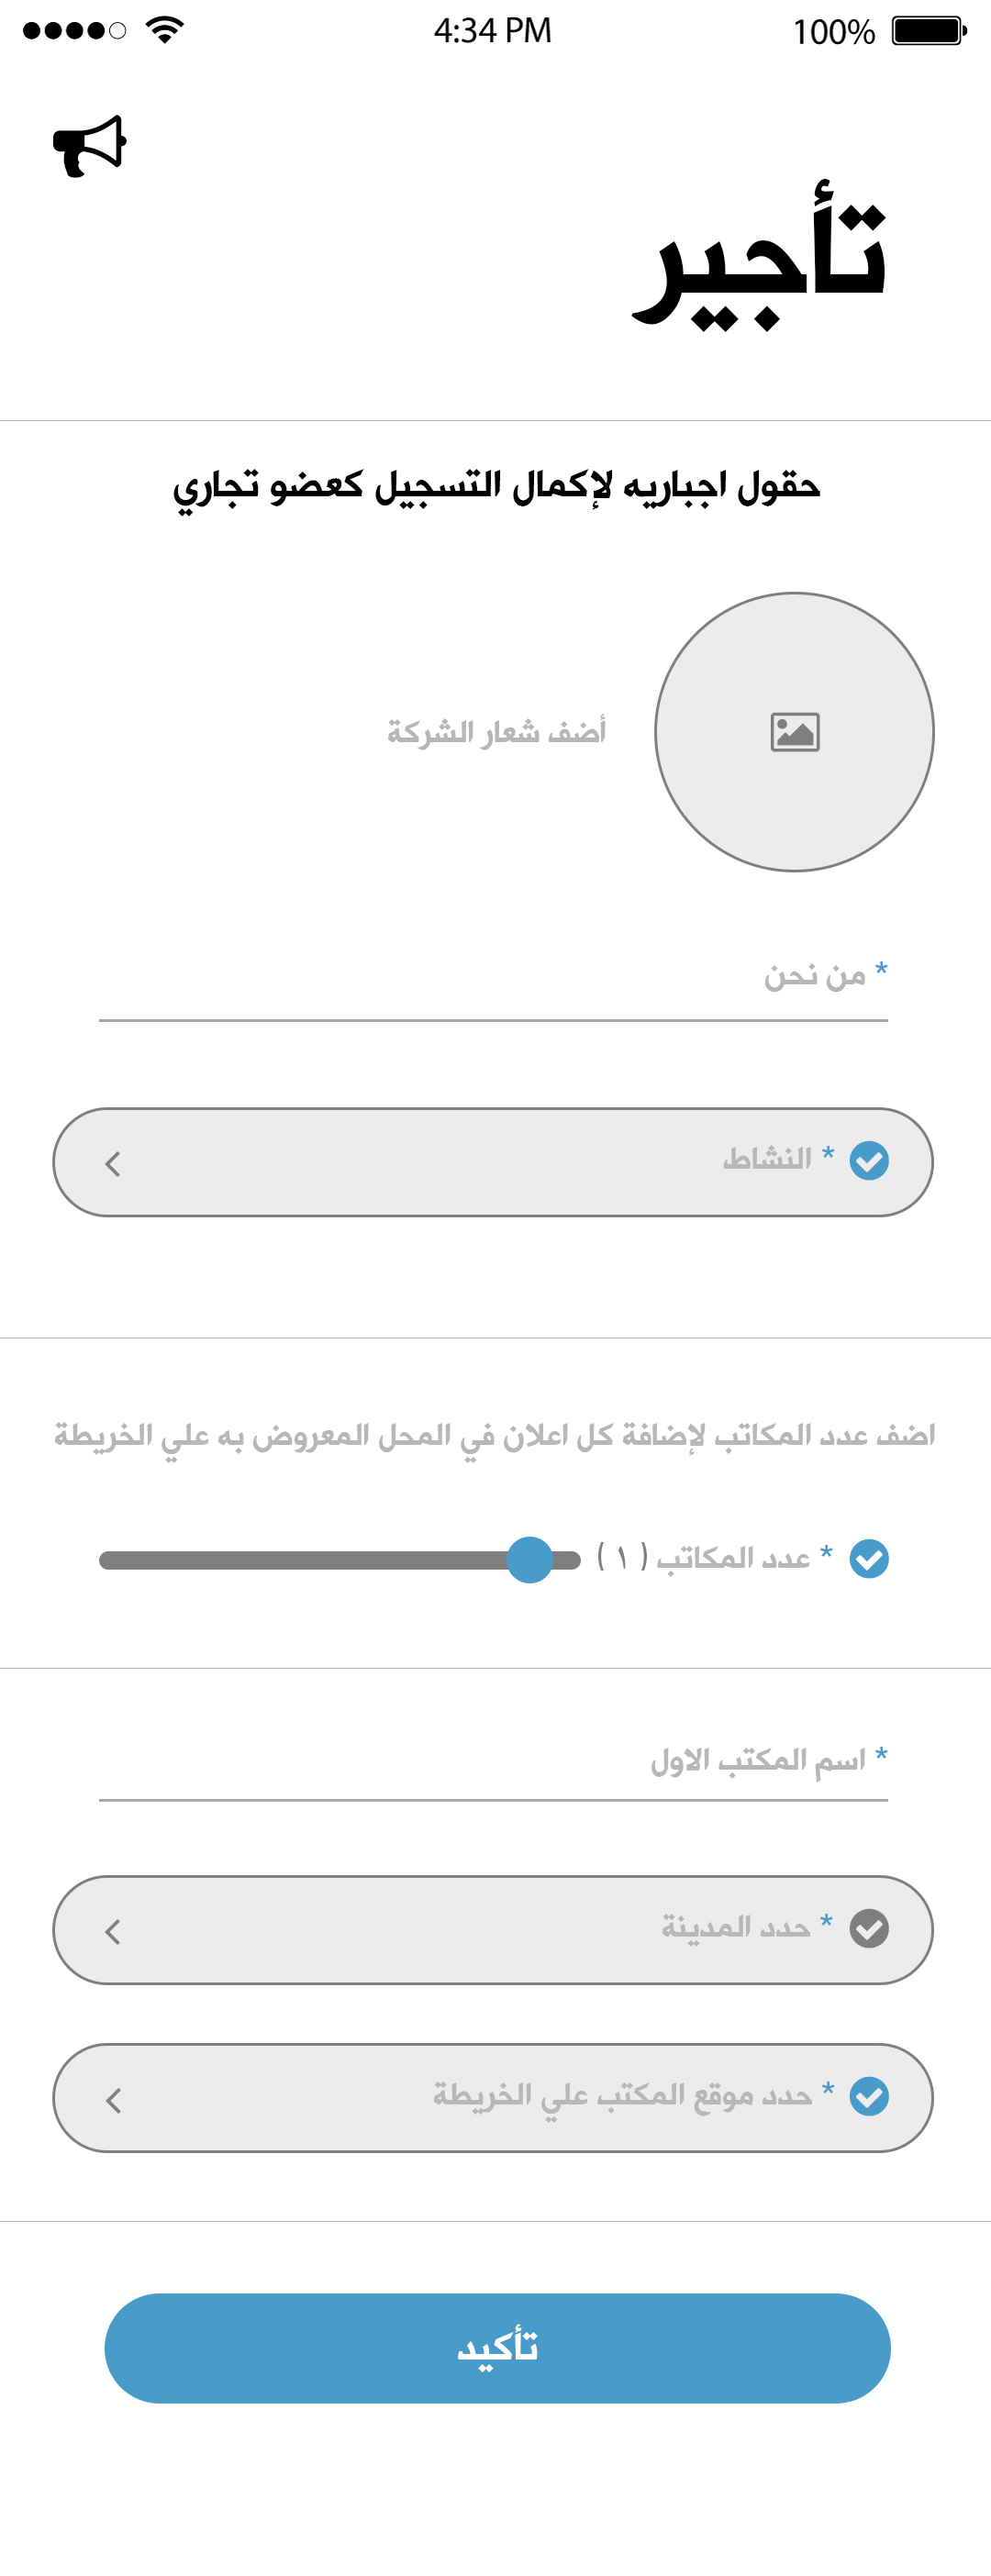 4:34 PM
100%
تأجير
حقول اجباريه لإكمال التسجيل كعضو تجاري
أضف شعار الشركة
* من نحن
* النشاط
اضف عدد المكاتب لإضافة كل اعلان في المحل المعروض به علي الخريطة
* عدد المكاتب ( ١ )
* اسم المكتب الاول
* حدد المدينة
* حدد موقع المكتب علي الخريطة
تأكيد